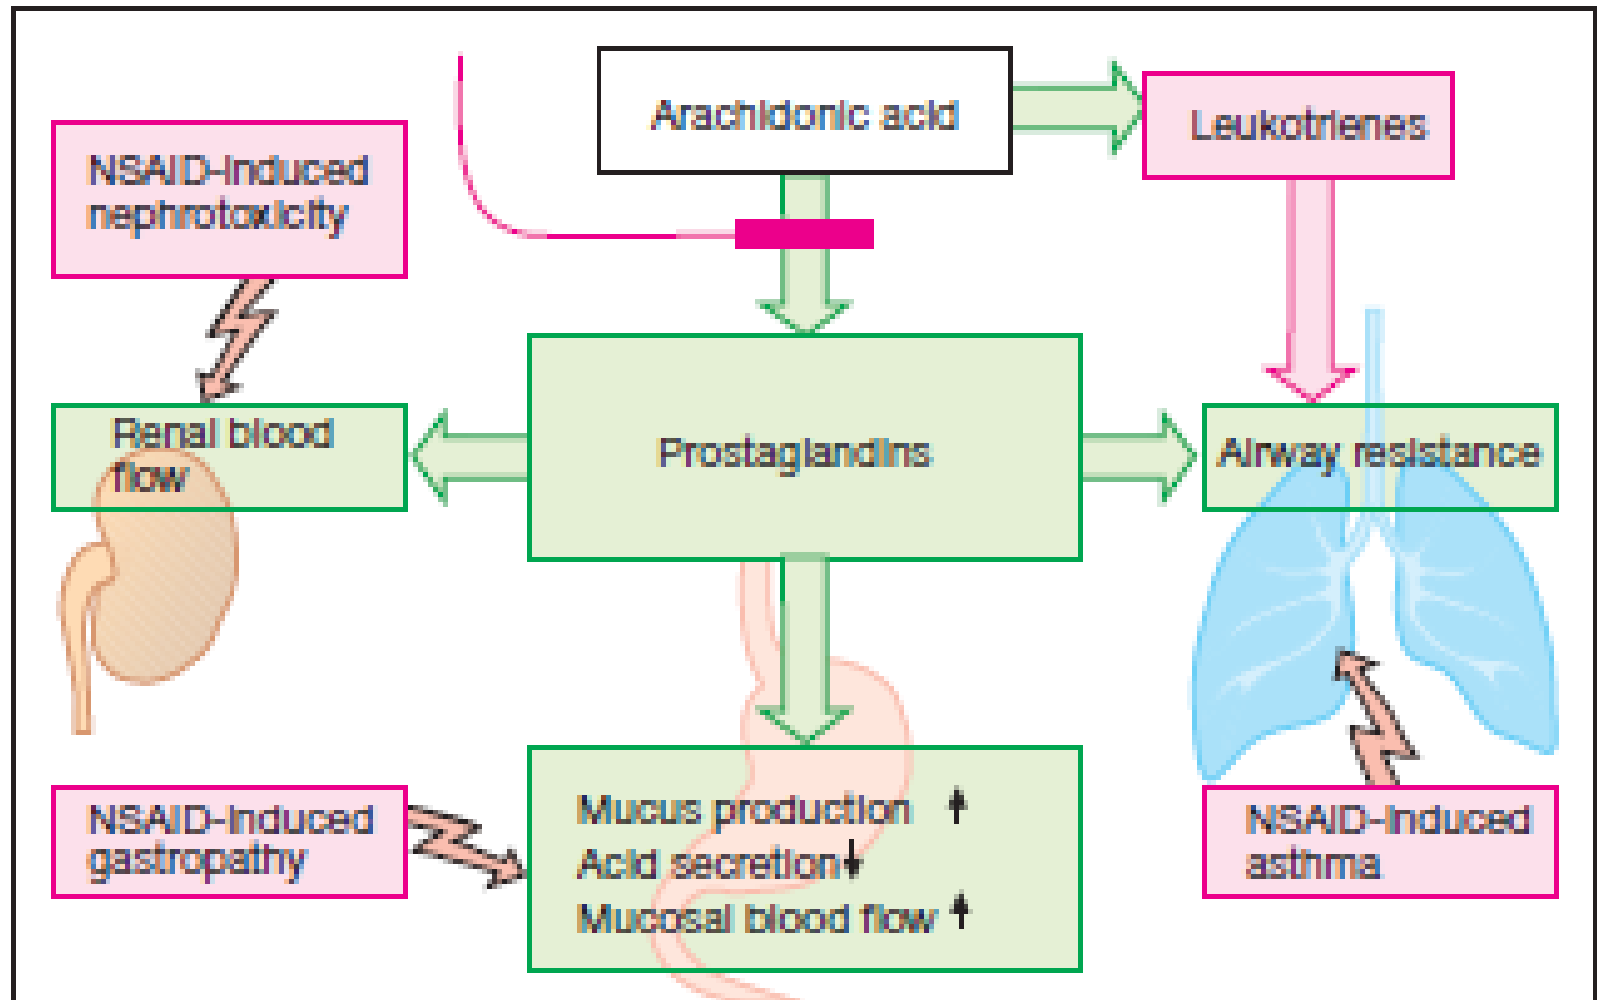 Arachidonic acid
Leukotrienes
NSAID-induced
nephrotoxicity
Renal blood
flow
Prostaglandins
Airway resistance
Mucus production ↑
Acid secretion ↓
Mucosal blood flow ↑
NSAID-induced
gastropathy
NSAID-induced
asthma